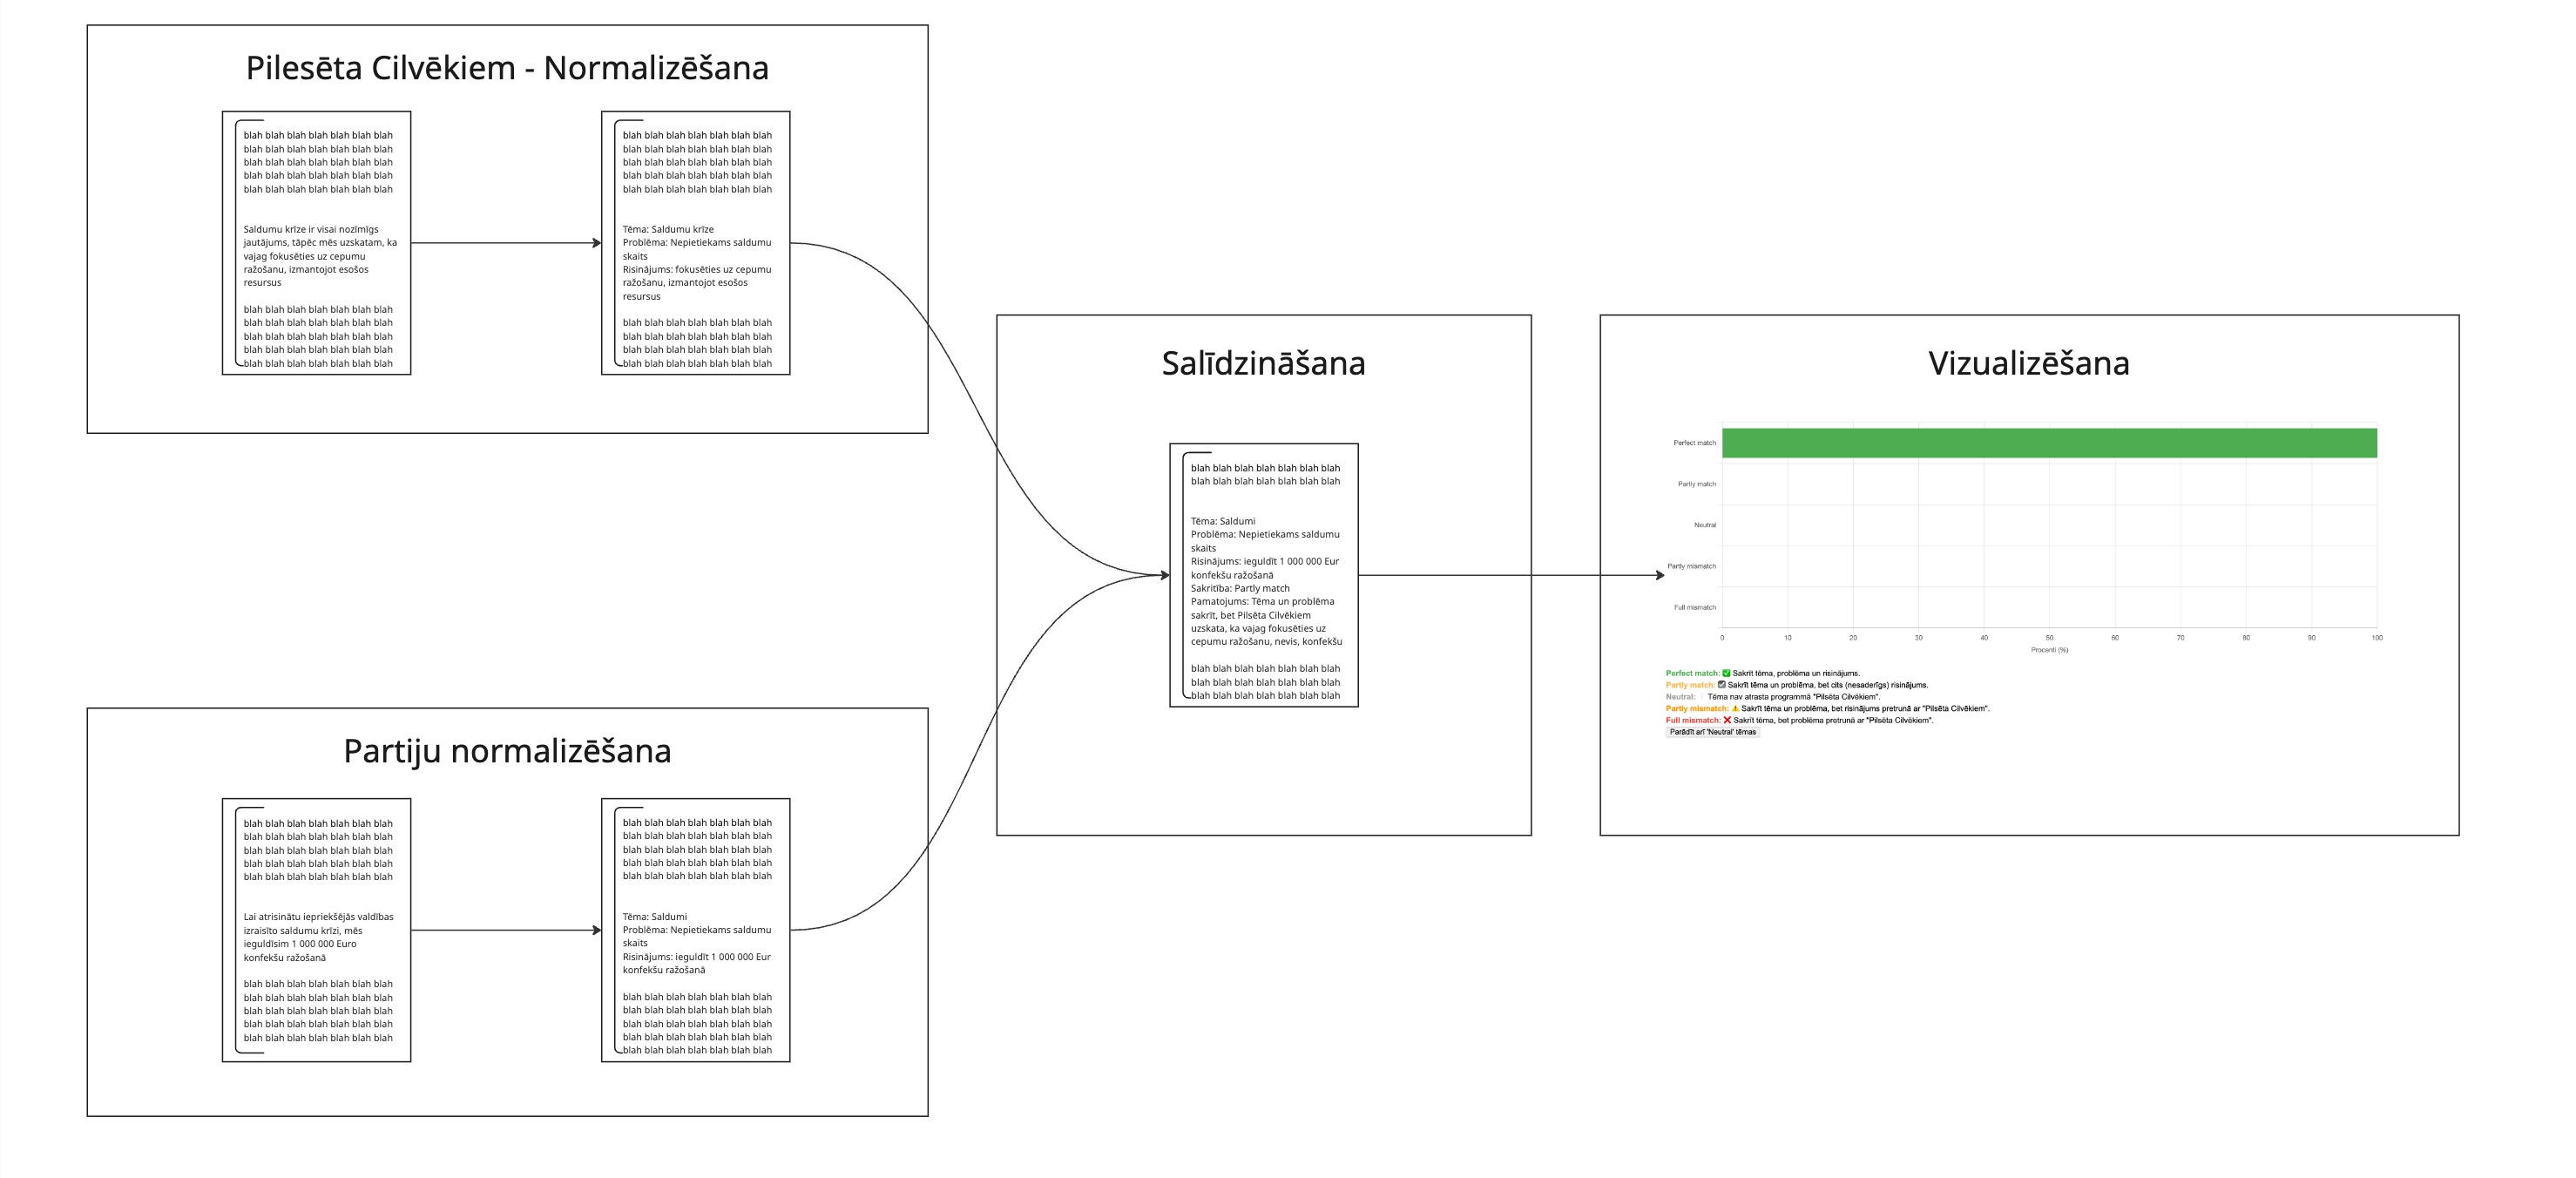 Pilesēta Cilvēkiem - Normalizēšana
blah blah blah blah blah blah blah
blah blah blah blah blah blah blah
blah blah blah blah blah blah blah
blah blah blah blah blah blah blah
blah blah blah blah blah blah blah
Saldumu krīze ir visai nozīmīgs
jautājums, tāpēc mēs uzskatam, ka
vajag fokusēties uz cepumu
ražošanu, izmantojot esošos
resursus
blah blah blah blah blah blah blah
blah blah blah blah blah blah blah
blah blah blah blah blah blah blah
blah blah blah blah blah blah blah
blah blah blah blah blah blah blah
blah blah blah blah blah blah blah
blah blah blah blah blah blah blah
blah blah blah blah blah blah blah
blah blah blah blah blah blah blah
blah blah blah blah blah blah blah
Tēma: Saldumu krīze
Problēma: Nepietiekams saldumu
skaits
Risinājums: fokusēties uz cepumu
ražošanu, izmantojot esošos
resursus
blah blah blah blah blah blah blah
blah blah blah blah blah blah blah
blah blah blah blah blah blah blah
blah blah blah blah blah blah blah
Partiju normalizēšana
blah blah blah blah blah blah blah
blah blah blah blah blah blah blah
blah blah blah blah blah blah blah
blah blah blah blah blah blah blah
blah blah blah blah blah blah blah
Lai atrisinātu iepriekšējās valdības
izraisīto saldumu krīzi, mēs
ieguldīsim 1 000 000 Euro
konfekšu ražošanā
blah blah blah blah blah blah blah
blah blah blah blah blah blah blah
blah blah blah blah blah blah blah
blah blah blah blah blah blah blah
blah blah blah blah blah blah blah
blah blah blah blah blah blah blah
blah blah blah blah blah blah blah
blah blah blah blah blah blah blah
blah blah blah blah blah blah blah
blah blah blah blah blah blah blah
Tēma: Saldumi
Problēma: Nepietiekams saldumu
skaits
Risinājums: ieguldīt 1 000 000 Eur
konfekšu ražošanā
blah blah blah blah blah blah blah
blah blah blah blah blah blah blah
blah blah blah blah blah blah blah
blah blah blah blah blah blah blah
blah blah blah blah blah blah blah
Salīdzināšana
blah blah blah blah blah blah blah
blah blah blah blah blah blah blah
Tēma: Saldumi
Problēma: Nepietiekams saldumu
skaits
Risinājums: ieguldīt 1 000 000 Eur
konfekšu ražošanā
Sakritība: Partly match
Pamatojums: Tēma un problēma
sakrīt, bet Pilsēta Cilvēkiem
uzskata, ka vajag fokusēties uz
cepumu ražošanu, nevis, konfekšu
blah blah blah blah blah blah blah
blah blah blah blah blah blah blah
blah blah blah blah blah blah blah
Vizualizēšana
Perfect match
Partly match
Neutral
Partly mismatch
Full mismatch
0 10 20 30 40 50 60 70 80 90 100
Procenti (%)
Perfect match: ✅ Sakrīt tēma, problēma un risinājums.
Partly match: ☑ Sakrīt tēma un problēma, bet cits (nesaderīgs) risinājums.
Neutral: Tēma nav atrasta programmā "Pilsēta Cilvēkiem".
Partly mismatch: ⚠ Sakrīt tēma un problēma, bet risinājums pretrunā ar "Pilsēta Cilvēkiem".
Full mismatch: ❌ Sakrīt tēma, bet problēma pretrunā ar "Pilsēta Cilvēkiem".
Parādīt arī 'Neutral' tēmas